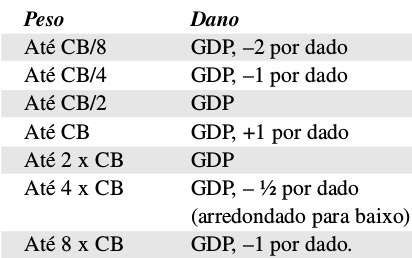 Peso Dano
Até CB/8 GDP, –2 por dado
Até CB/4 GDP, –1 por dado
Até CB/2 GDP
Até CB GDP, +1 por dado
Até 2 x CB GDP
Até 4 x CB GDP, – ½ por dado
(arredondado para baixo)
Até 8 x CB GDP, –1 por dado.